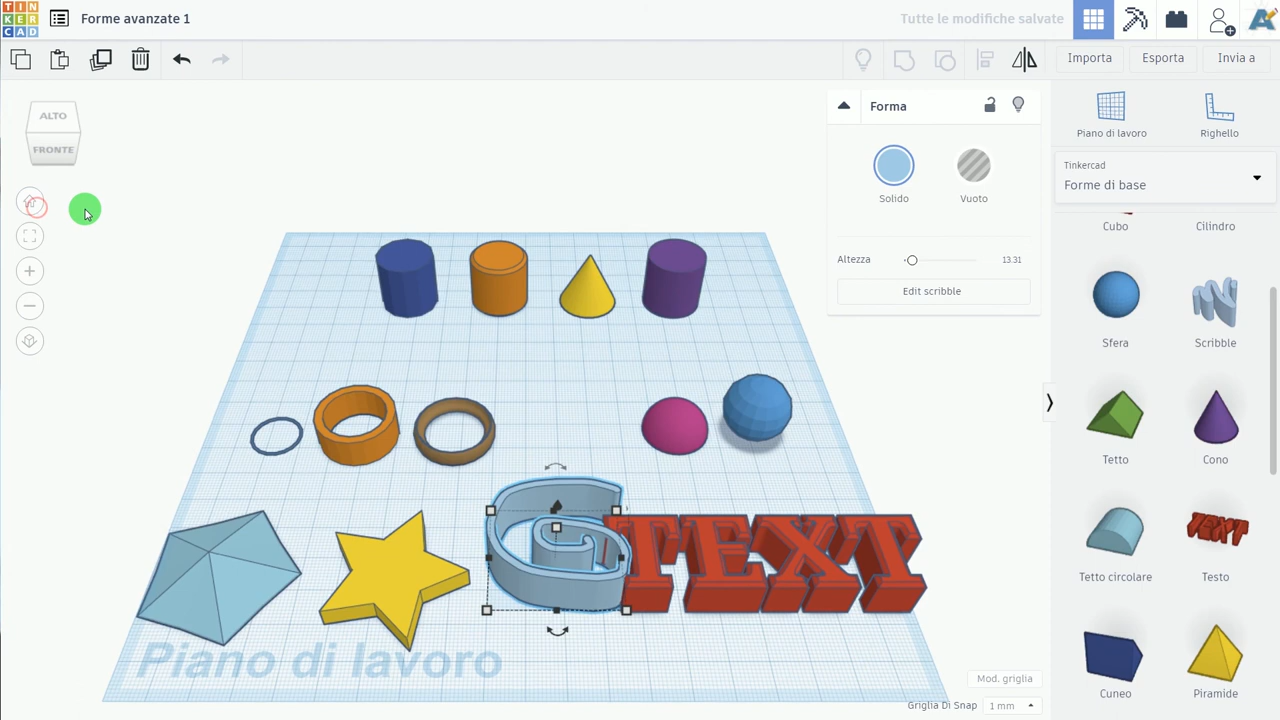 TIN
KER
CAD
Forme avanzate 1
Tutte le modifiche salvate
Importa
Esporta
Invia a
ALTO
FRONTE
Forma
Solido
Vuoto
Altezza
13.31
Edit scribble
Piano di lavoro
Righello
Tinkercad
Forme di base
Cubo
Cilindro
Sfera
Scribble
Tetto
Cono
TEXT
Tetto circolare
Testo
Cuneo
Piramide
G
TEXT
Piano di lavoro
Mod. griglia
Griglia Di Snap
1 mm